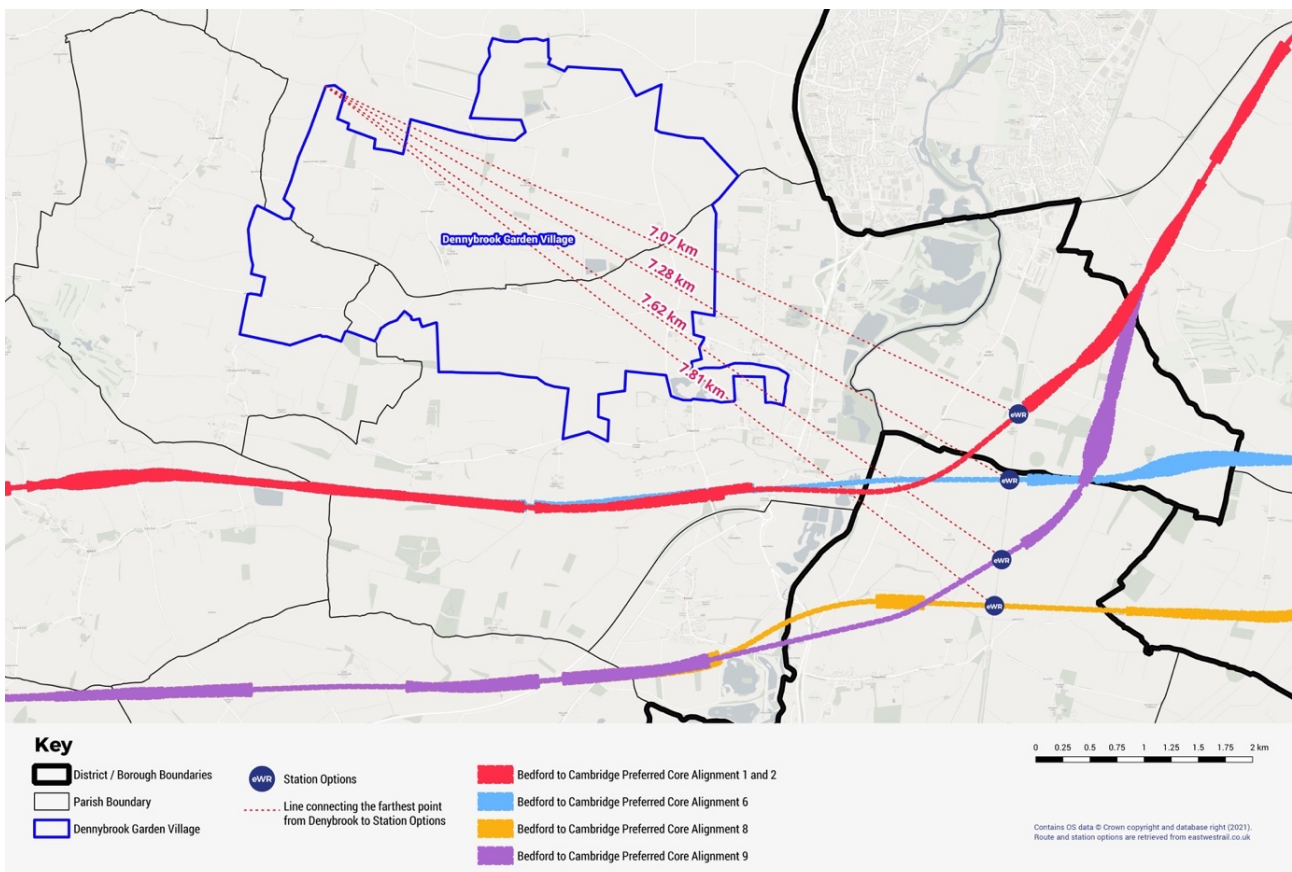 Dennybrook Garden Village
7.07 km
7.28 km
7.62 km
7.81 km
eWR
eWR
eWR
eWR
Key
District / Borough Boundaries
Parish Boundary
Dennybrook Garden Village
eWR
Station Options
Line connecting the farthest point
from Denybrook to Station Options
Bedford to Cambridge Preferred Core Alignment 1 and 2
Bedford to Cambridge Preferred Core Alignment 6
Bedford to Cambridge Preferred Core Alignment 8
Bedford to Cambridge Preferred Core Alignment 9
0 0.25 0.5 0.75 1 1.25 1.5 1.75 2 km
Contains OS data © Crown copyright and database right (2021).
Route and station options are retrieved from eastwestrail.co.uk